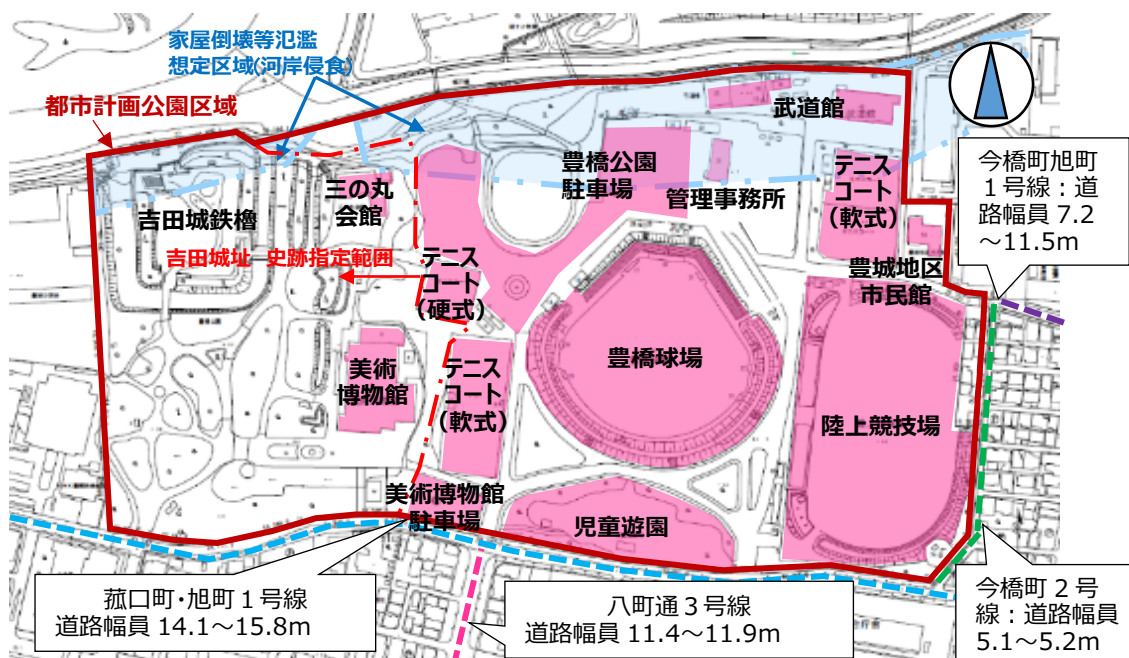 家屋倒壊等氾濫
想定区域(河岸侵食)
都市計画公園区域
武道館
豊橋公園
駐車場
管理事務所
テニス
コート
(軟式)
今橋町旭町
1号線：道
路幅員 7.2
～11.5m
三の丸
会館
吉田城鉄櫓
吉田城址 史跡指定範囲
テニス
コート
(硬式)
豊城地区
市民館
美術
博物館
テニス
コート
(軟式)
豊橋球場
陸上競技場
美術博物館
駐車場
児童遊園
菰口町・旭町１号線
道路幅員 14.1～15.8m
八町通３号線
道路幅員 11.4～11.9m
今橋町 2 号
線：道路幅員
5.1～5.2m